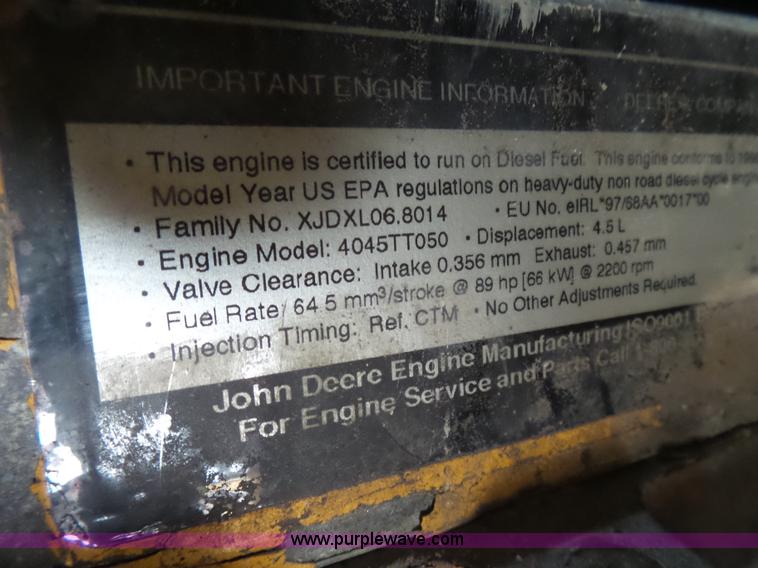 IMPORTANT ENGINE INFORMATION DEERE & COMPANY
• This engine is certified to run on Diesel Fuel. This engine conforms to
Model Year US EPA regulations on heavy-duty non road diesel cycle
• Family No. XJDXL06.8014 • EU No. eIRL*97/68AA*0017*00
• Engine Model: 4045TT050 • Displacement: 4.5 L
• Valve Clearance: Intake 0.356 mm Exhaust: 0.457 mm
• Fuel Rate/ 64.5 mm³/stroke @ 89 hp [66 kW] @ 2200 rpm
• Injection Timing: Ref. CTM • No Other Adjustments Required.
John Deere Engine Manufacturing ISO9001
For Engine Service and Parts Call
www.purplewave.com